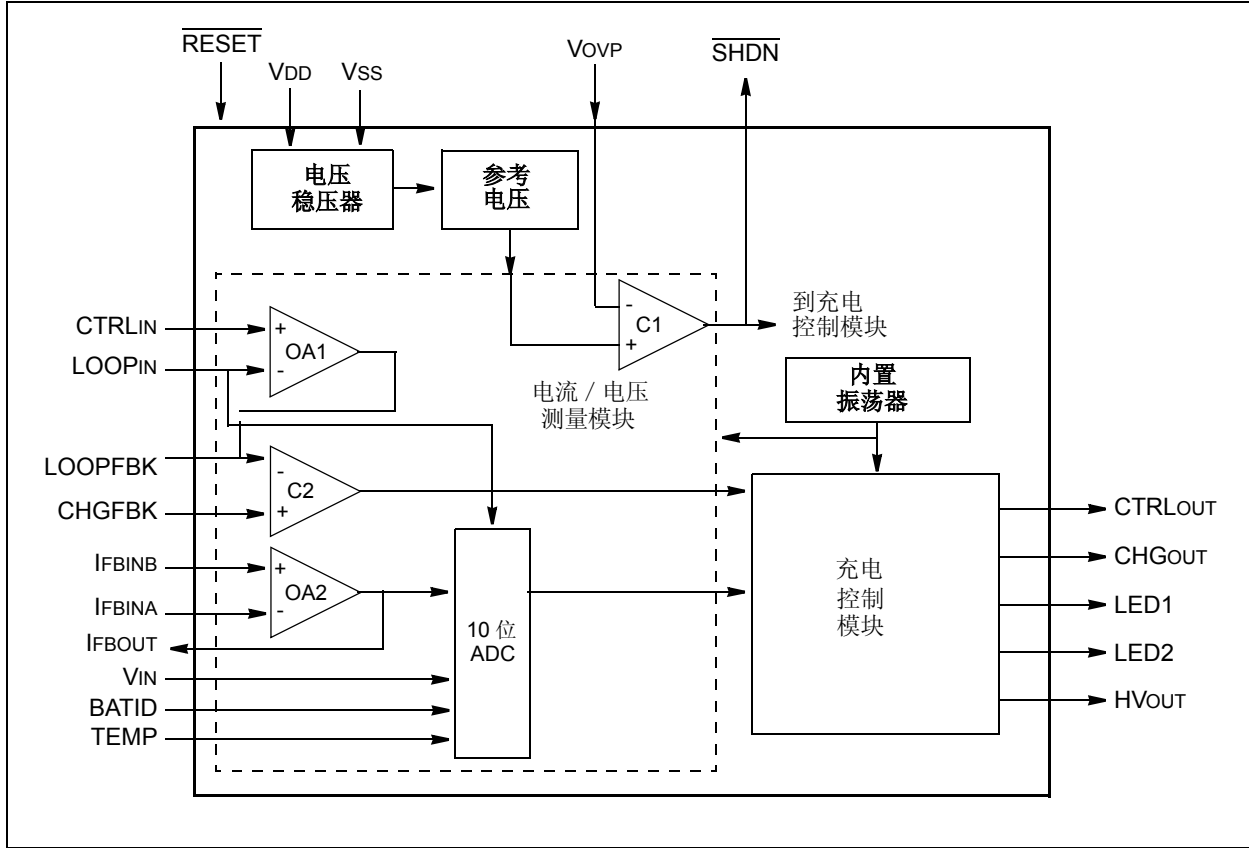 RESET
VDD
VSS
VOVP
SHDN
电压
稳压器
参考
电压
CTRLIN
LOOPIN
+
OA1
-
-
C1
+
到充电
控制模块
电流 / 电压
测量模块
内置
振荡器
LOOPFBK
CHGFBK
-
C2
+
IFBINB
IFBINA
IFBOUT
+
OA2
-
VIN
BATID
TEMP
10 位
ADC
充电
控制
模块
CTRLOUT
CHGOUT
LED1
LED2
HVOUT